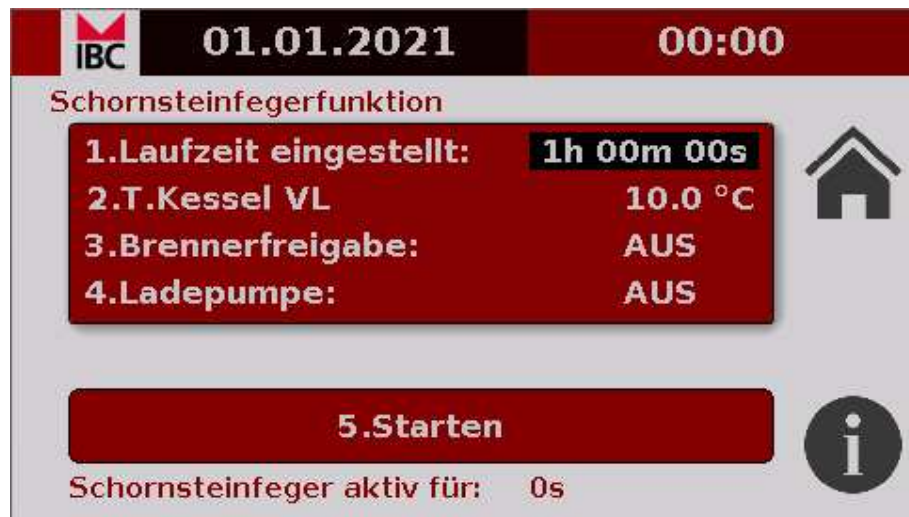 IBC 01.01.2021 00:00
Schornsteinfegerfunktion
1.Laufzeit eingestellt: 1h 00m 00s
2.T.Kessel VL 10.0 °C
3.Brennerfreigabe: AUS
4.Ladepumpe: AUS
5.Starten
Schornsteinfeger aktiv für: 0s